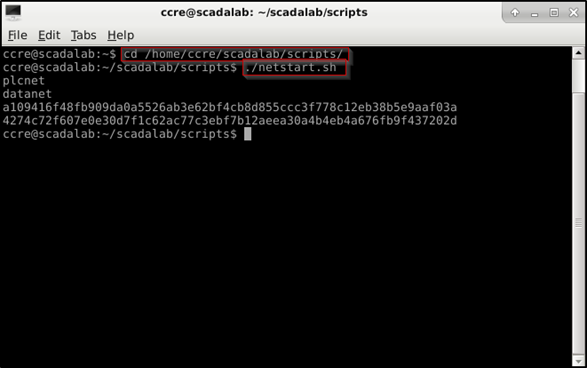 ccre@scadalab: ~/scadalab/scripts
File Edit Tabs Help
ccre@scadalab:~$ cd /home/ccre/scadalab/scripts/
ccre@scadalab:~/scadalab/scripts$ ./netstart.sh
plcnet
datanet
a109416f48fb909da0a5526ab3e62bf4cb8d855ccc3f778c12eb38b5e9aaf03a
4274c72f607e0e30d7f1c62ac77c3ebf7b12aeea30a4b4eb4a676fb9f437202d
ccre@scadalab:~/scadalab/scripts$